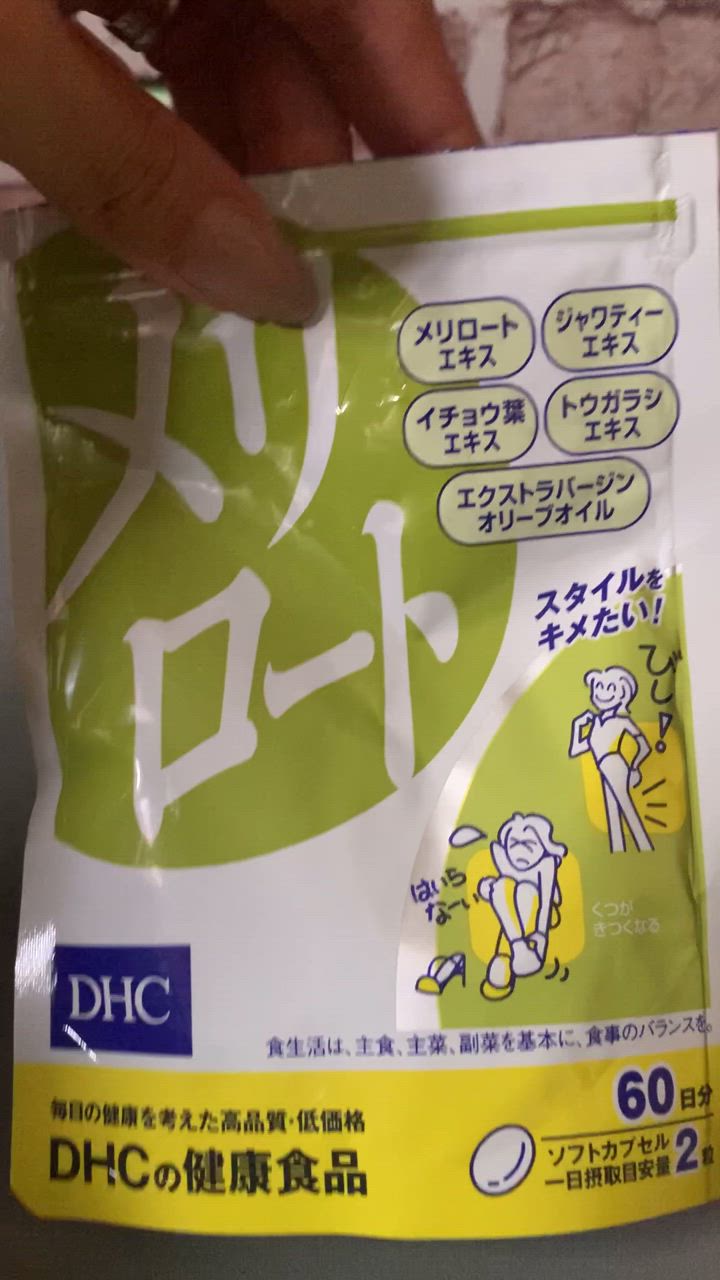 メリ
ロート
メリロート
エキス
ジャワティー
エキス
イチョウ葉
エキス
トウガラシ
エキス
エクストラバージン
オリーブオイル
スタイルを
キメたい!
びしっ!
はいら
なーい
くつが
きつくなる
DHC
食生活は、主食、主菜、副菜を基本に、食事のバランスを。
毎日の健康を考えた高品質・低価格
DHCの健康食品
60日分
ソフトカプセル
一日摂取目安量2粒